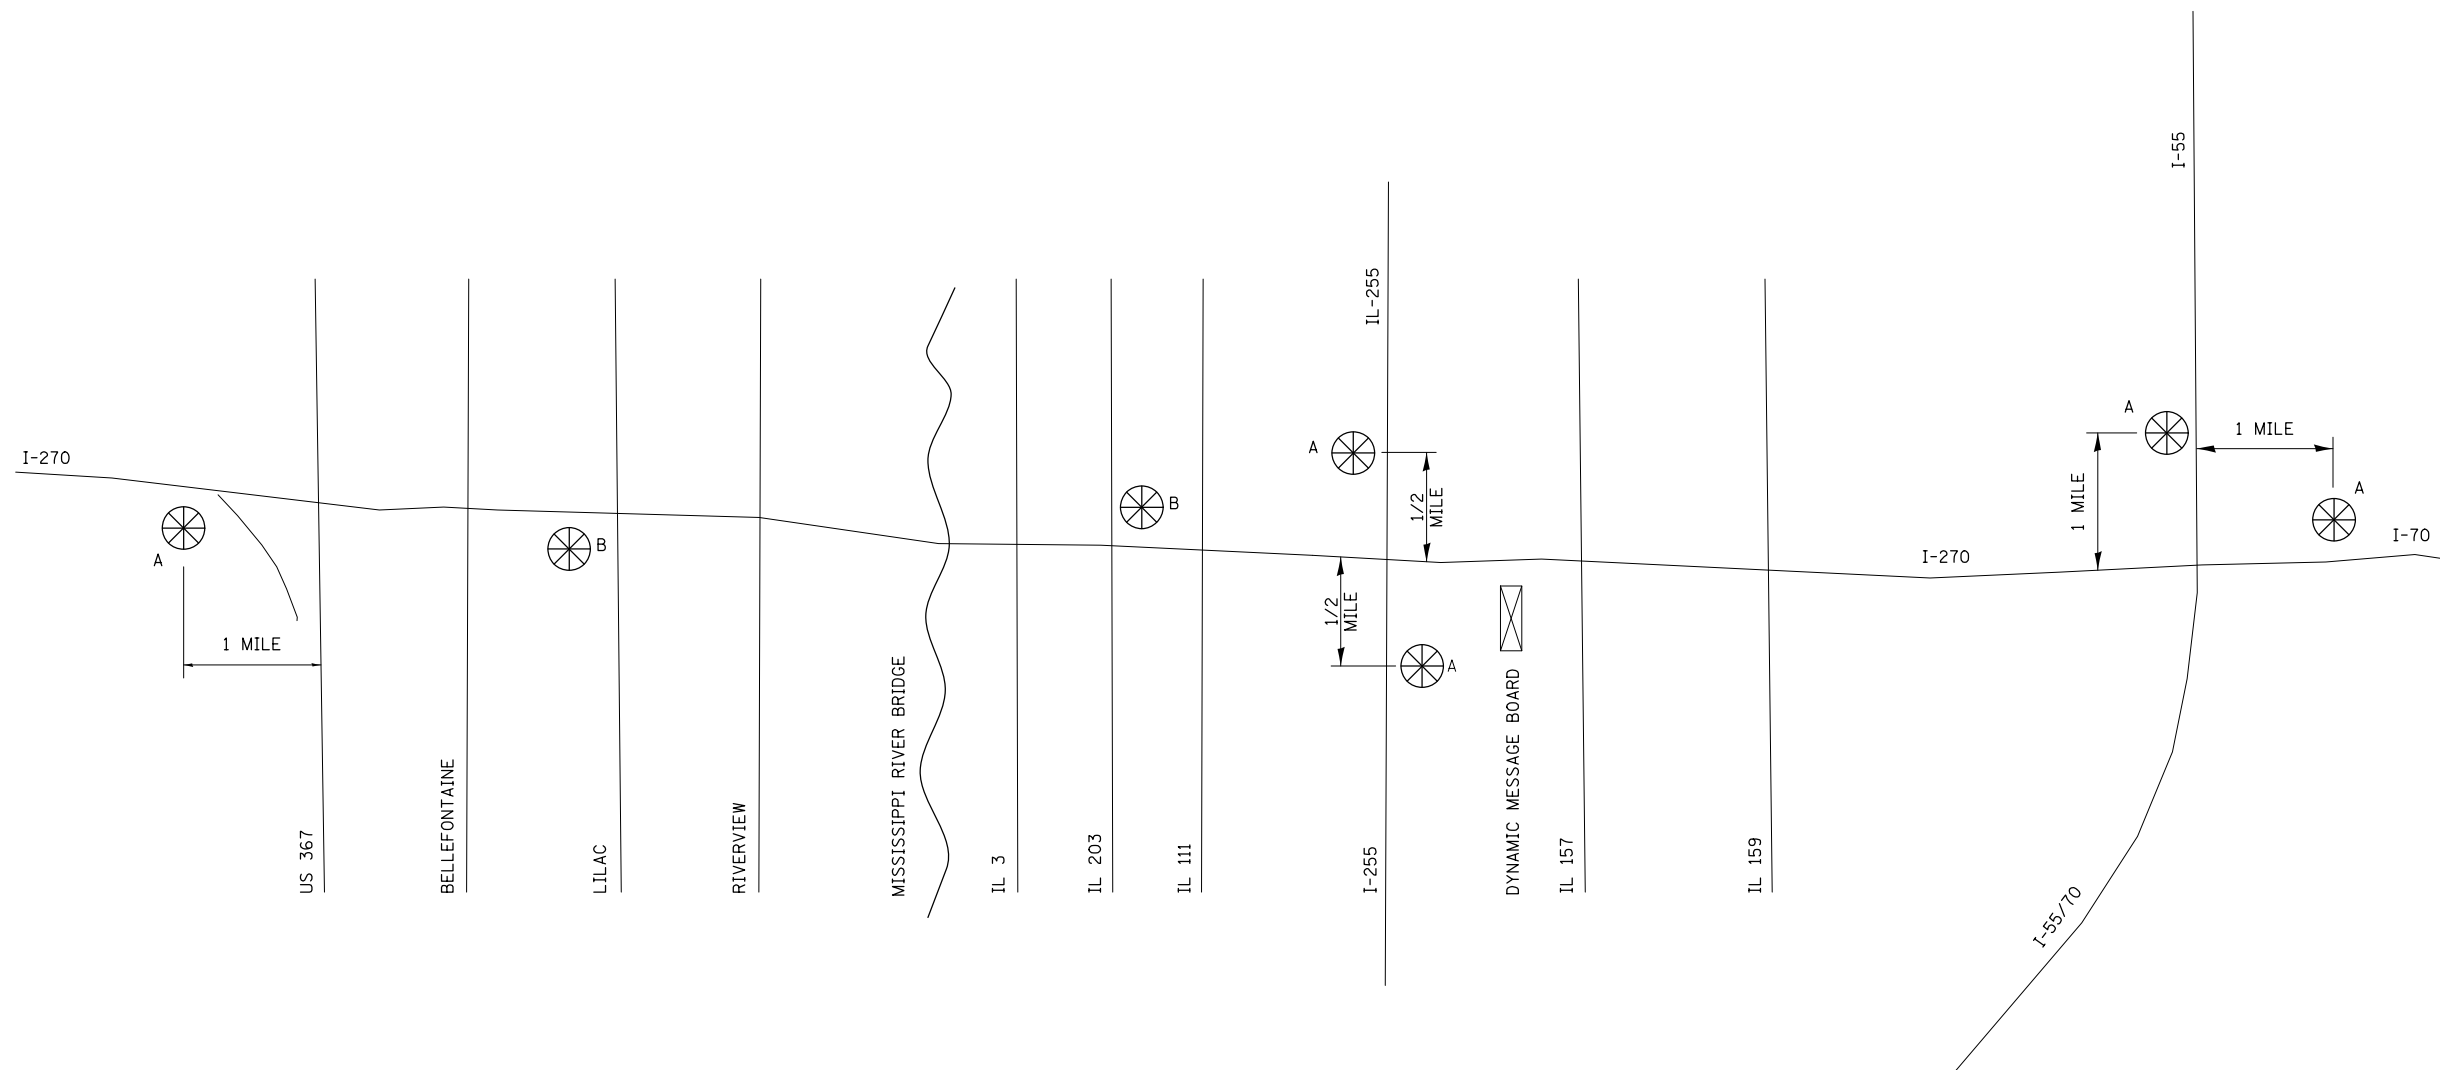 I-55
IL-255
A
1 MILE
A
I-270
A
B
A
1 MILE
1/2
MILE
A
B
I-70
I-270
1/2
MILE
1 MILE
A
US 367
BELLEFONTAINE
LILAC
RIVERVIEW
MISSISSIPPI RIVER BRIDGE
IL 3
IL 203
IL 111
I-255
DYNAMIC MESSAGE BOARD
IL 157
IL 159
I-55/70